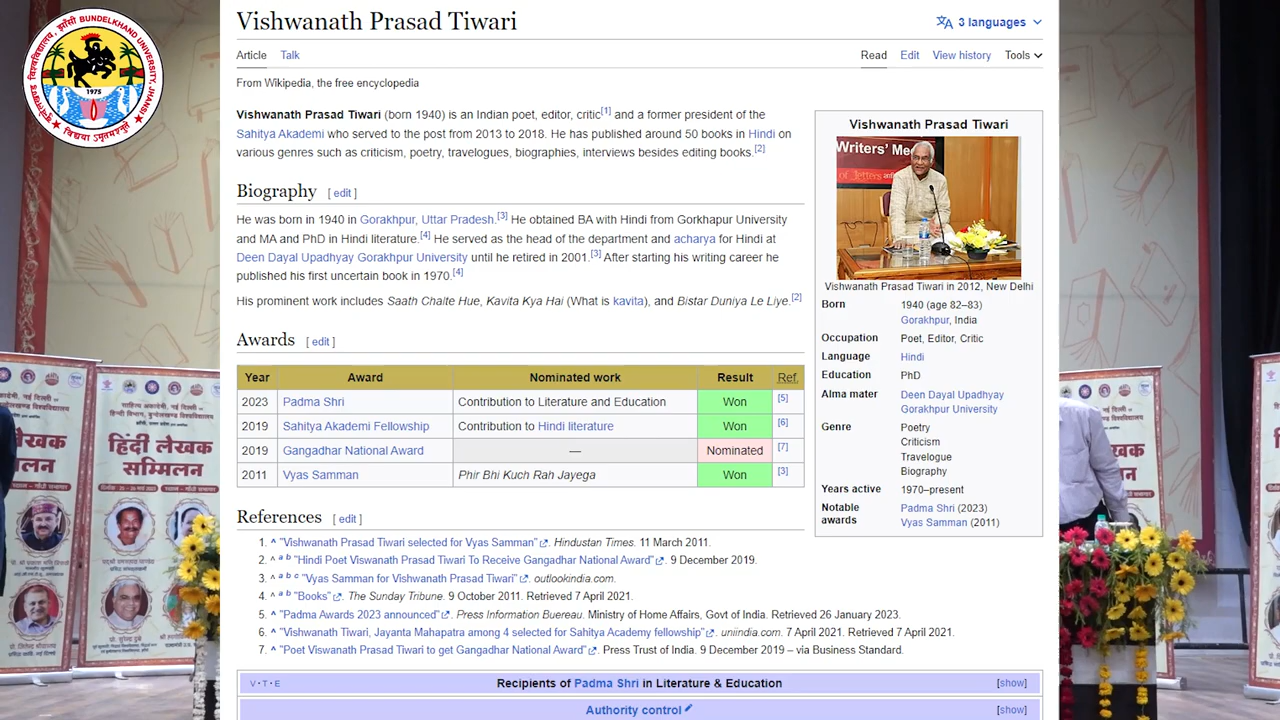 Vishwanath Prasad Tiwari
3 languages
Article Talk Read Edit View history Tools
From Wikipedia, the free encyclopedia
Vishwanath Prasad Tiwari (born 1940) is an Indian poet, editor, critic[1] and a former president of the
Sahitya Akademi who served to the post from 2013 to 2018. He has published around 50 books in Hindi on
various genres such as criticism, poetry, travelogues, biographies, interviews besides editing books.[2]
Biography [ edit ]
He was born in 1940 in Gorakhpur, Uttar Pradesh.[3] He obtained BA with Hindi from Gorkhapur University
and MA and PhD in Hindi literature.[4] He served as the head of the department and acharya for Hindi at
Deen Dayal Upadhyay Gorakhpur University until he retired in 2001.[3] After starting his writing career he
published his first uncertain book in 1970.[4]
His prominent work includes Saath Chaite Hue, Kavita Kya Hai (What is kavita), and Bistar Duniya Le Liye.[2]
Awards [ edit ]
Year Award Nominated work Result Ref.
2023 Padma Shri Contribution to Literature and Education Won [5]
2019 Sahitya Akademi Fellowship Contribution to Hindi literature Won [6]
2019 Gangadhar National Award — Nominated [7]
2011 Vyas Samman Phir Bhi Kuch Rah Jayega Won [3]
References [ edit ]
1. ^ "Vishwanath Prasad Tiwari selected for Vyas Samman". Hindustan Times. 11 March 2011.
2. ^ a b "Hindi Poet Viswanath Prasad Tiwari To Receive Gangadhar National Award". 9 December 2019.
3. ^ a b c "Vyas Samman for Vishwanath Prasad Tiwari". outlookindia.com.
4. ^ a b "Books". The Sunday Tribune. 9 October 2011. Retrieved 7 April 2021.
5. ^ "Padma Awards 2023 announced". Press Information Buereau. Ministry of Home Affairs, Govt of India. Retrieved 26 January 2023.
6. ^ "Vishwanath Tiwari, Jayanta Mahapatra among 4 selected for Sahitya Academy fellowship". uniindia.com. 7 April 2021. Retrieved 7 April 2021.
7. ^ "Poet Viswanath Prasad Tiwari to get Gangadhar National Award". Press Trust of India. 9 December 2019 – via Business Standard.
V · T · E Recipients of Padma Shri in Literature & Education [show]
Authority control [show]
Vishwanath Prasad Tiwari
Writers' Mee
of letters
Vishwanath Prasad Tiwari in 2012, New Delhi
Born 1940 (age 82–83)
Gorakhpur, India
Occupation Poet, Editor, Critic
Language Hindi
Education PhD
Alma mater Deen Dayal Upadhyay
Gorakhpur University
Genre Poetry
Criticism
Travelogue
Biography
Years active 1970–present
Notable awards Padma Shri (2023)
Vyas Samman (2011)
बुन्देलखण्ड विश्वविद्यालय, झाँसी BUNDELKHAND UNIVERSITY, JHANSI
1975
विद्यया ऽमृतमश्नुते
हिंदी लेखक
सम्मिलन